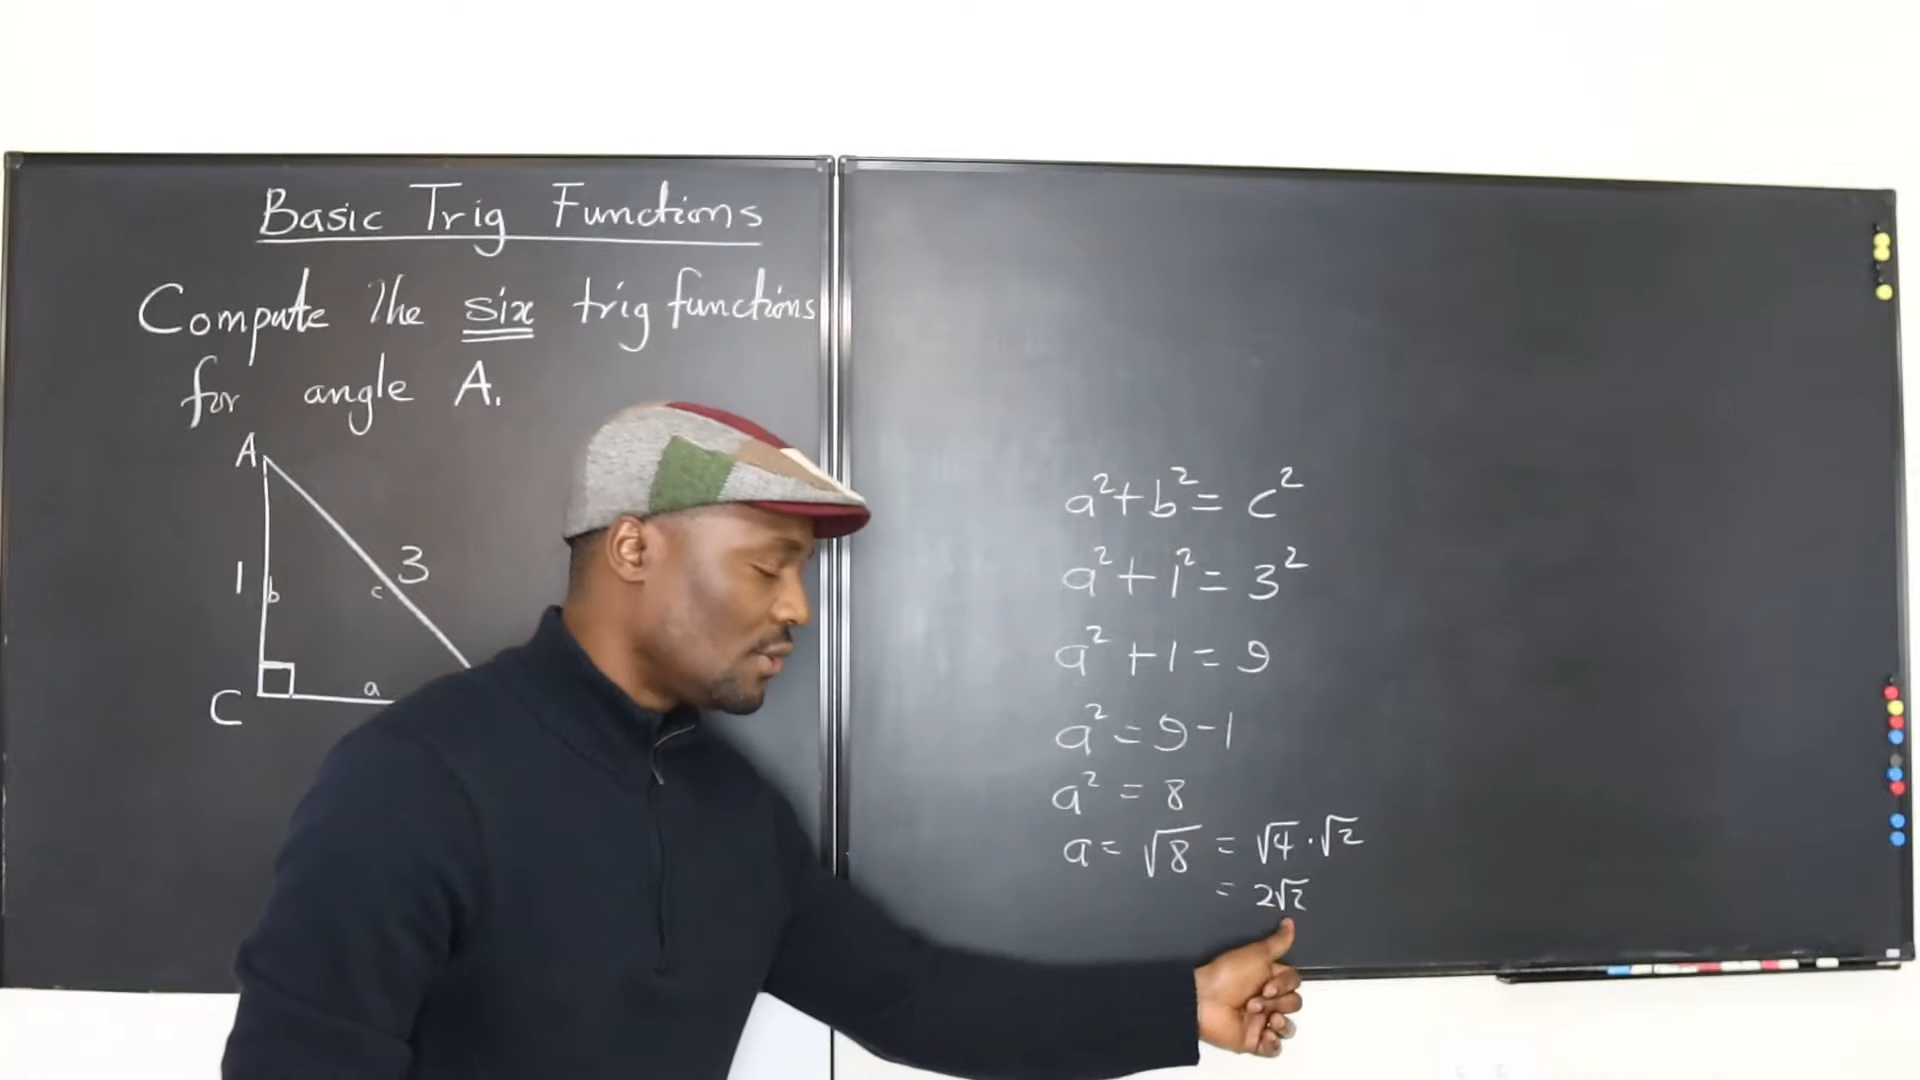 Basic Trig Functions
Compute the six trig functions
for angle A.
A
1
b
c
3
C
a
a² + b² = c²
a² + 1² = 3²
a² + 1 = 9
a² = 9 - 1
a² = 8
a = √8 = √4 · √2
= 2√2